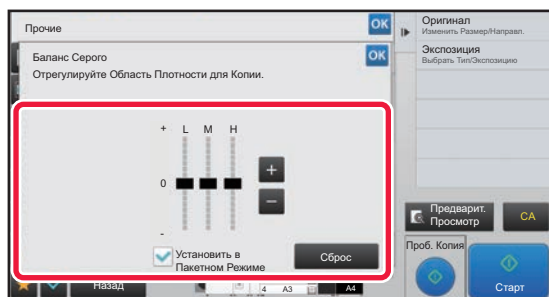 Прочие
OK
Баланс Серого
OK
Отрегулируйте Область Плотности для Копии.
+ L M H
0
-
+
−
Установить в
Пакетном Режиме
Сброс
Назад
4 A3
A4
Оригинал
Изменить Размер/Направл.
Экспозиция
Выбрать Тип/Экспозицию
Предварит.
Просмотр
CA
Проб. Копия
Старт